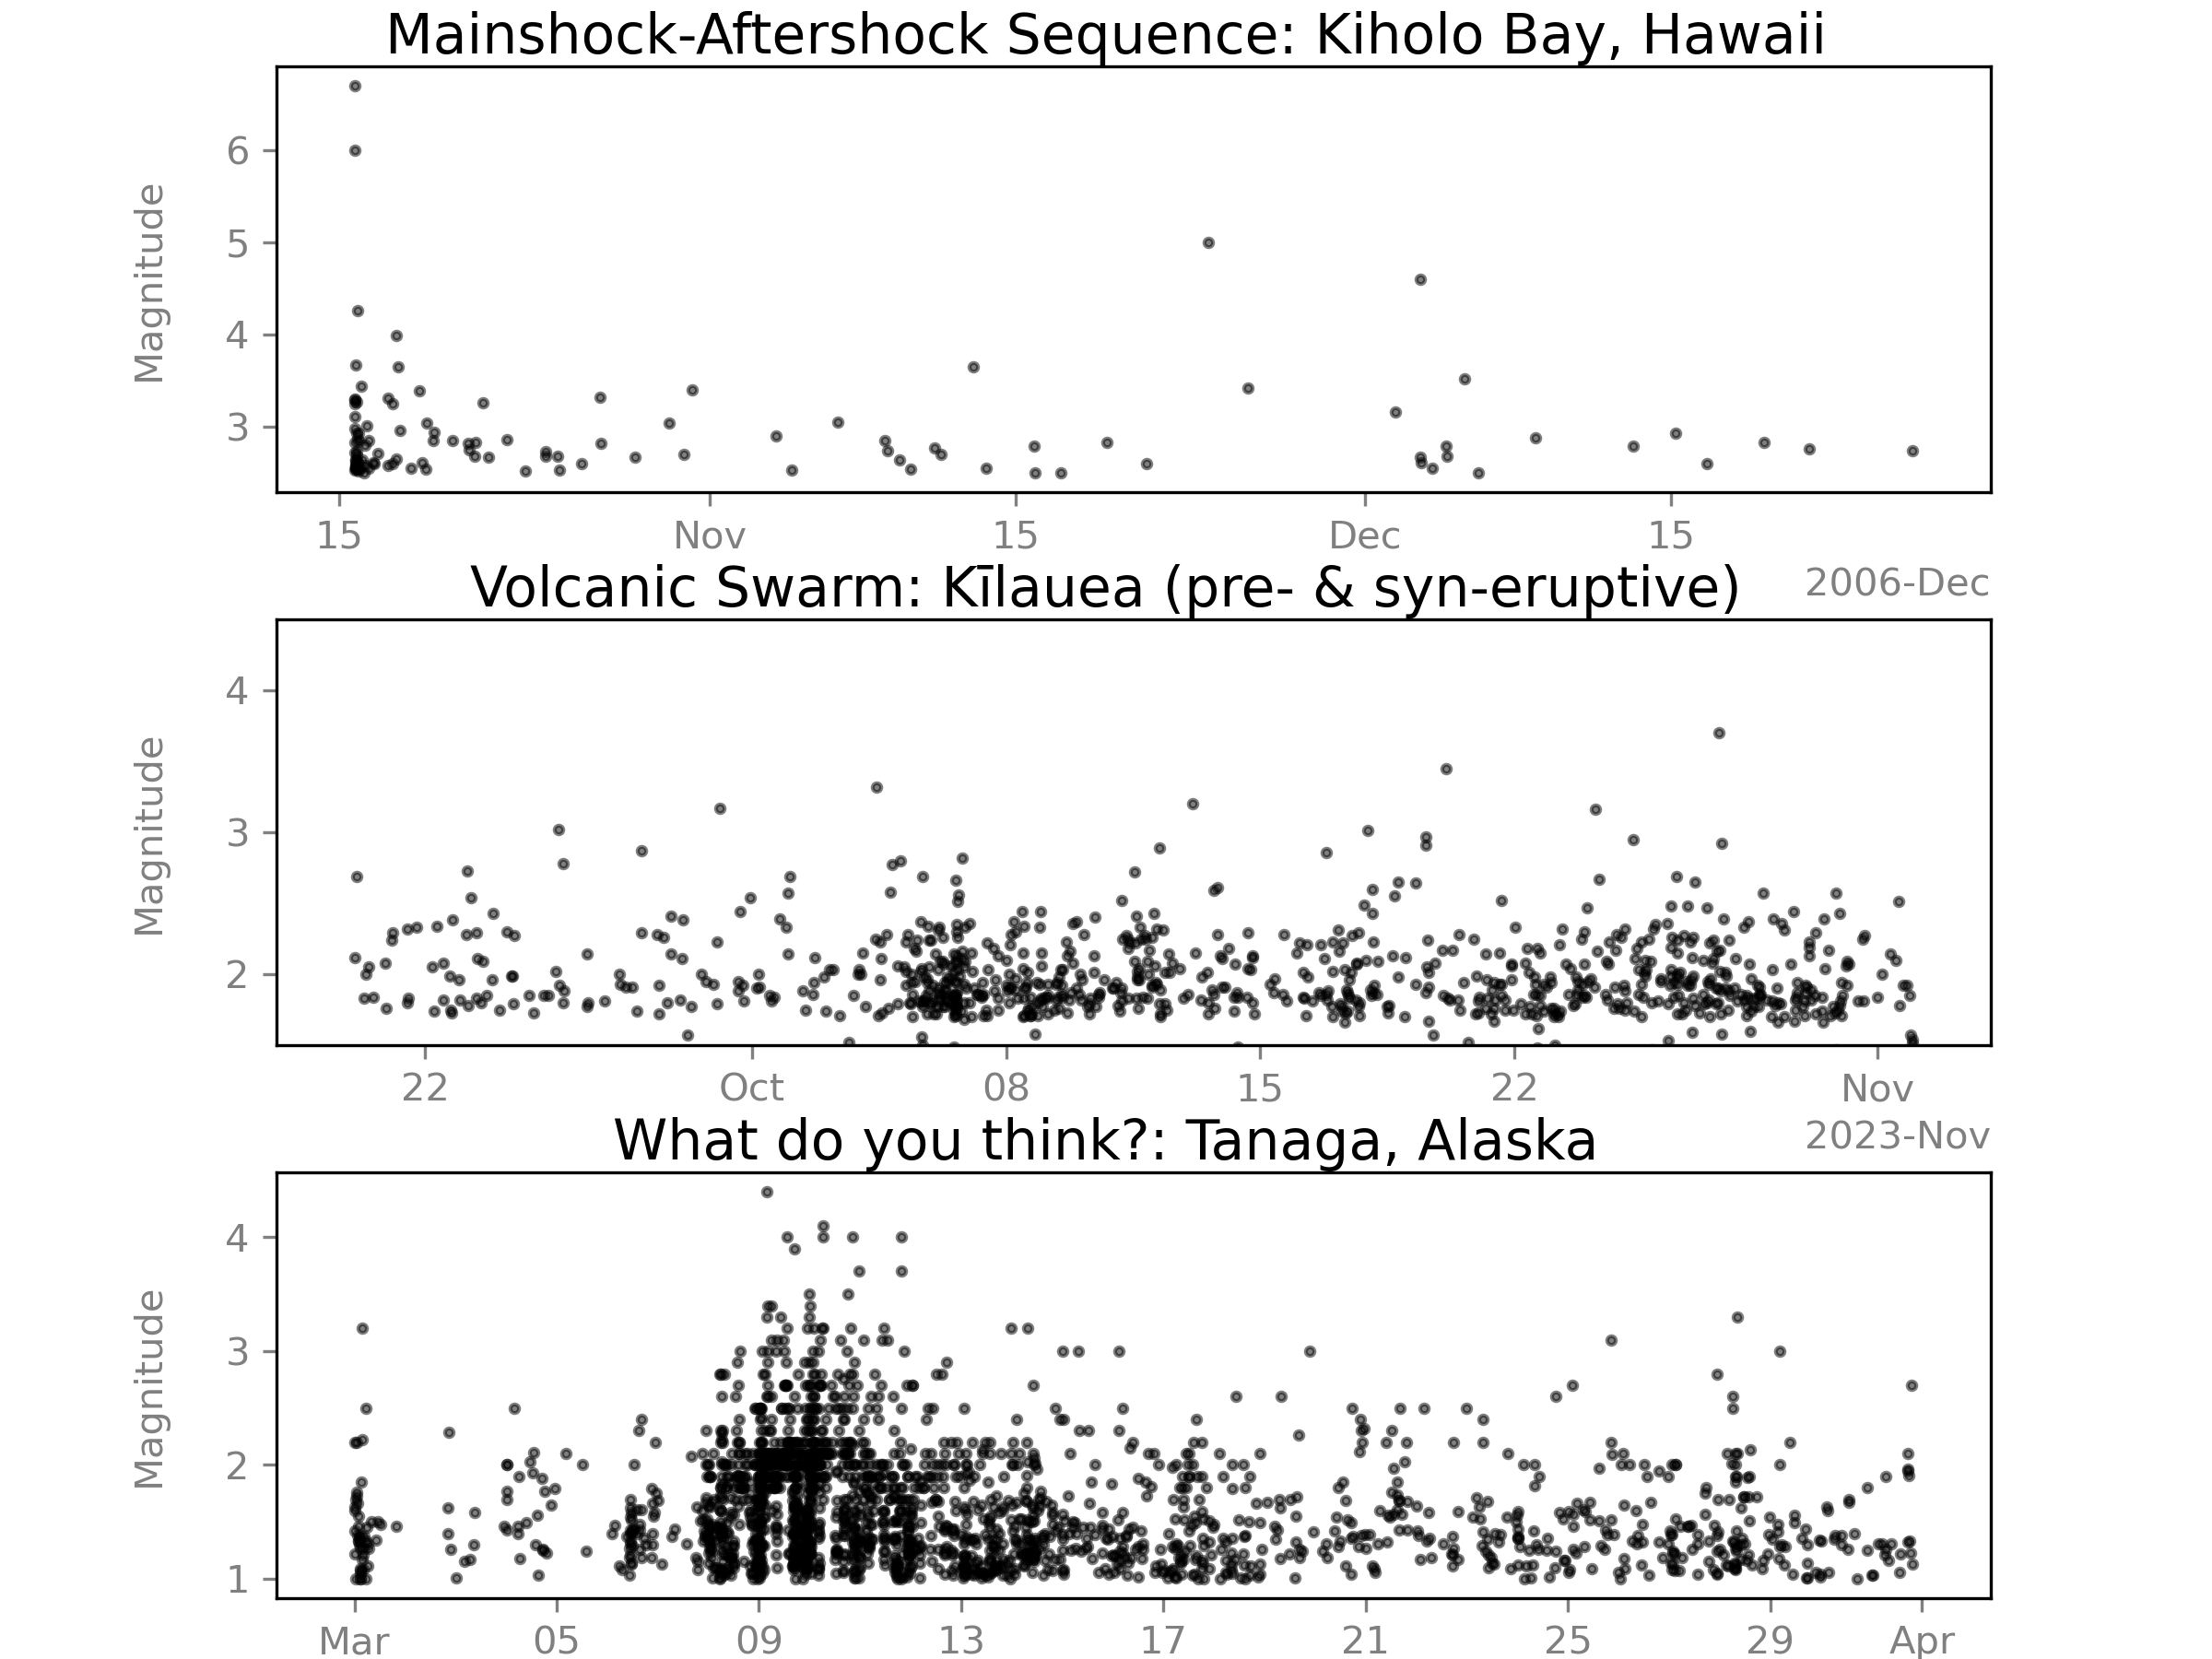 Mainshock-Aftershock Sequence: Kiholo Bay, Hawaii
6
5
4
3
Magnitude
15 Nov 15 Dec 15
2006-Dec
Volcanic Swarm: Kīlauea (pre- & syn-eruptive)
4
3
2
Magnitude
22 Oct 08 15 22 Nov
2023-Nov
What do you think?: Tanaga, Alaska
4
3
2
1
Magnitude
Mar 05 09 13 17 21 25 29 Apr